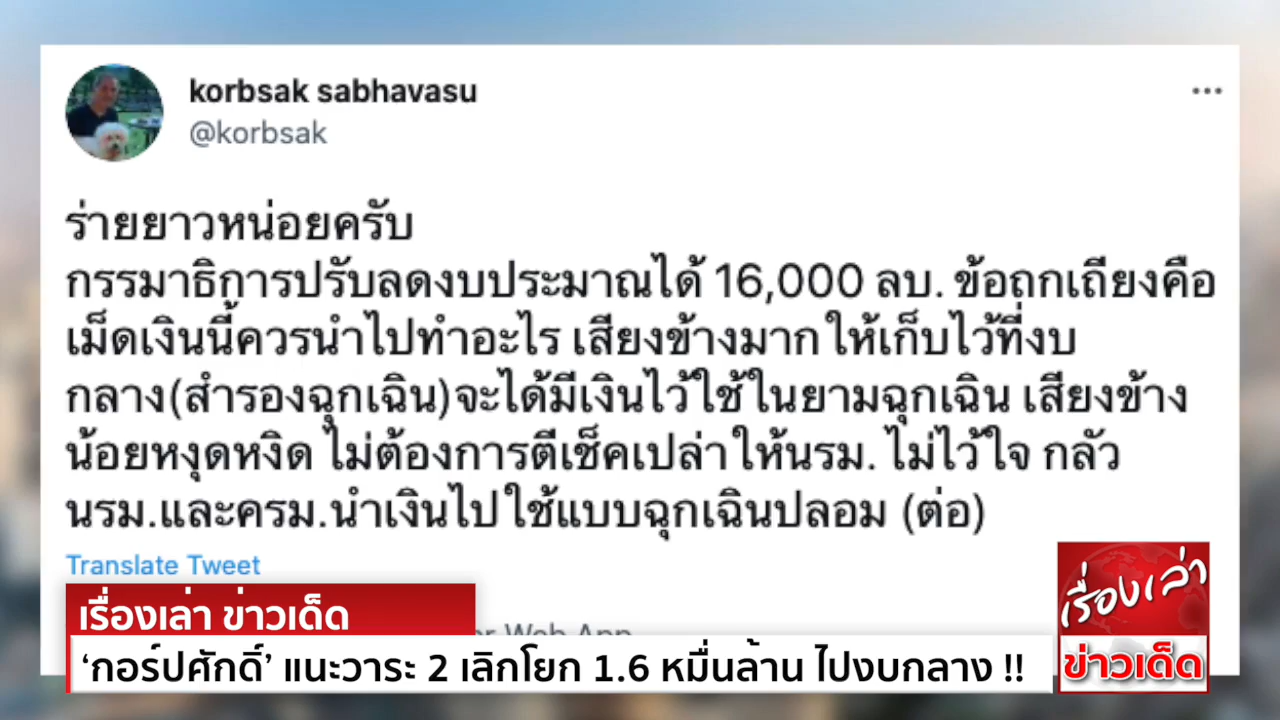 korbsak sabhavasu
@korbsak
ร่ายยาวหน่อยครับ
กรรมาธิการปรับลดงบประมาณได้ 16,000 ลบ. ข้อถกเถียงคือ
เม็ดเงินนี้ควรนำไปทำอะไร เสียงข้างมาก ให้เก็บไว้ที่งบ
กลาง(สำรองฉุกเฉิน)จะได้มีเงินไว้ใช้ในยามฉุกเฉิน เสียงข้าง
น้อยหงุดหงิด ไม่ต้องการตีเช็คเปล่าให้นรม. ไม่ไว้ใจ กลัว
นรม.และครม.นำเงินไปใช้แบบฉุกเฉินปลอม (ต่อ)
Translate Tweet
เรื่องเล่า ข่าวเด็ด
‘กอร์ปศักดิ์’ แนะวาระ 2 เลิกโยก 1.6 หมื่นล้าน ไปงบกลาง !!
เรื่องเล่า
ข่าวเด็ด